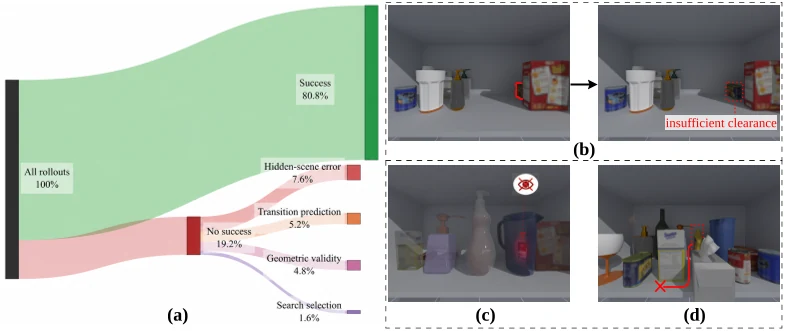 All rollouts
100%
Success
80.8%
No success
19.2%
Hidden-scene error
7.6%
Transition prediction
5.2%
Geometric validity
4.8%
Search selection
1.6%
(a)
insufficient clearance
(b)
(c)
(d)